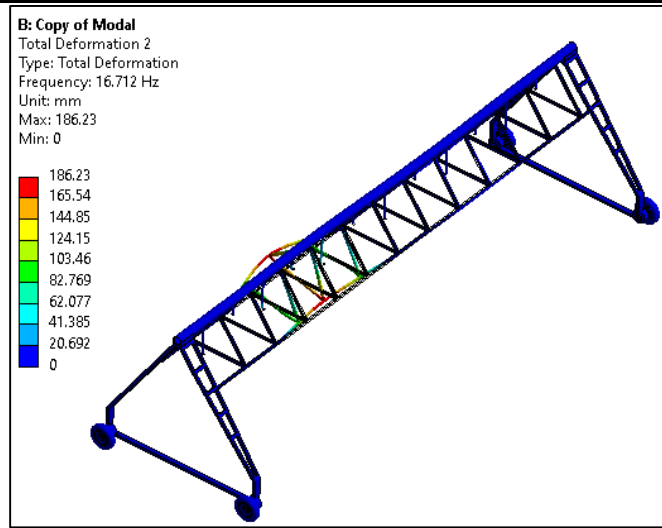 B: Copy of Modal
Total Deformation 2
Type: Total Deformation
Frequency: 16.712 Hz
Unit: mm
Max: 186.23
Min: 0
186.23
165.54
144.85
124.15
103.46
82.769
62.077
41.385
20.692
0